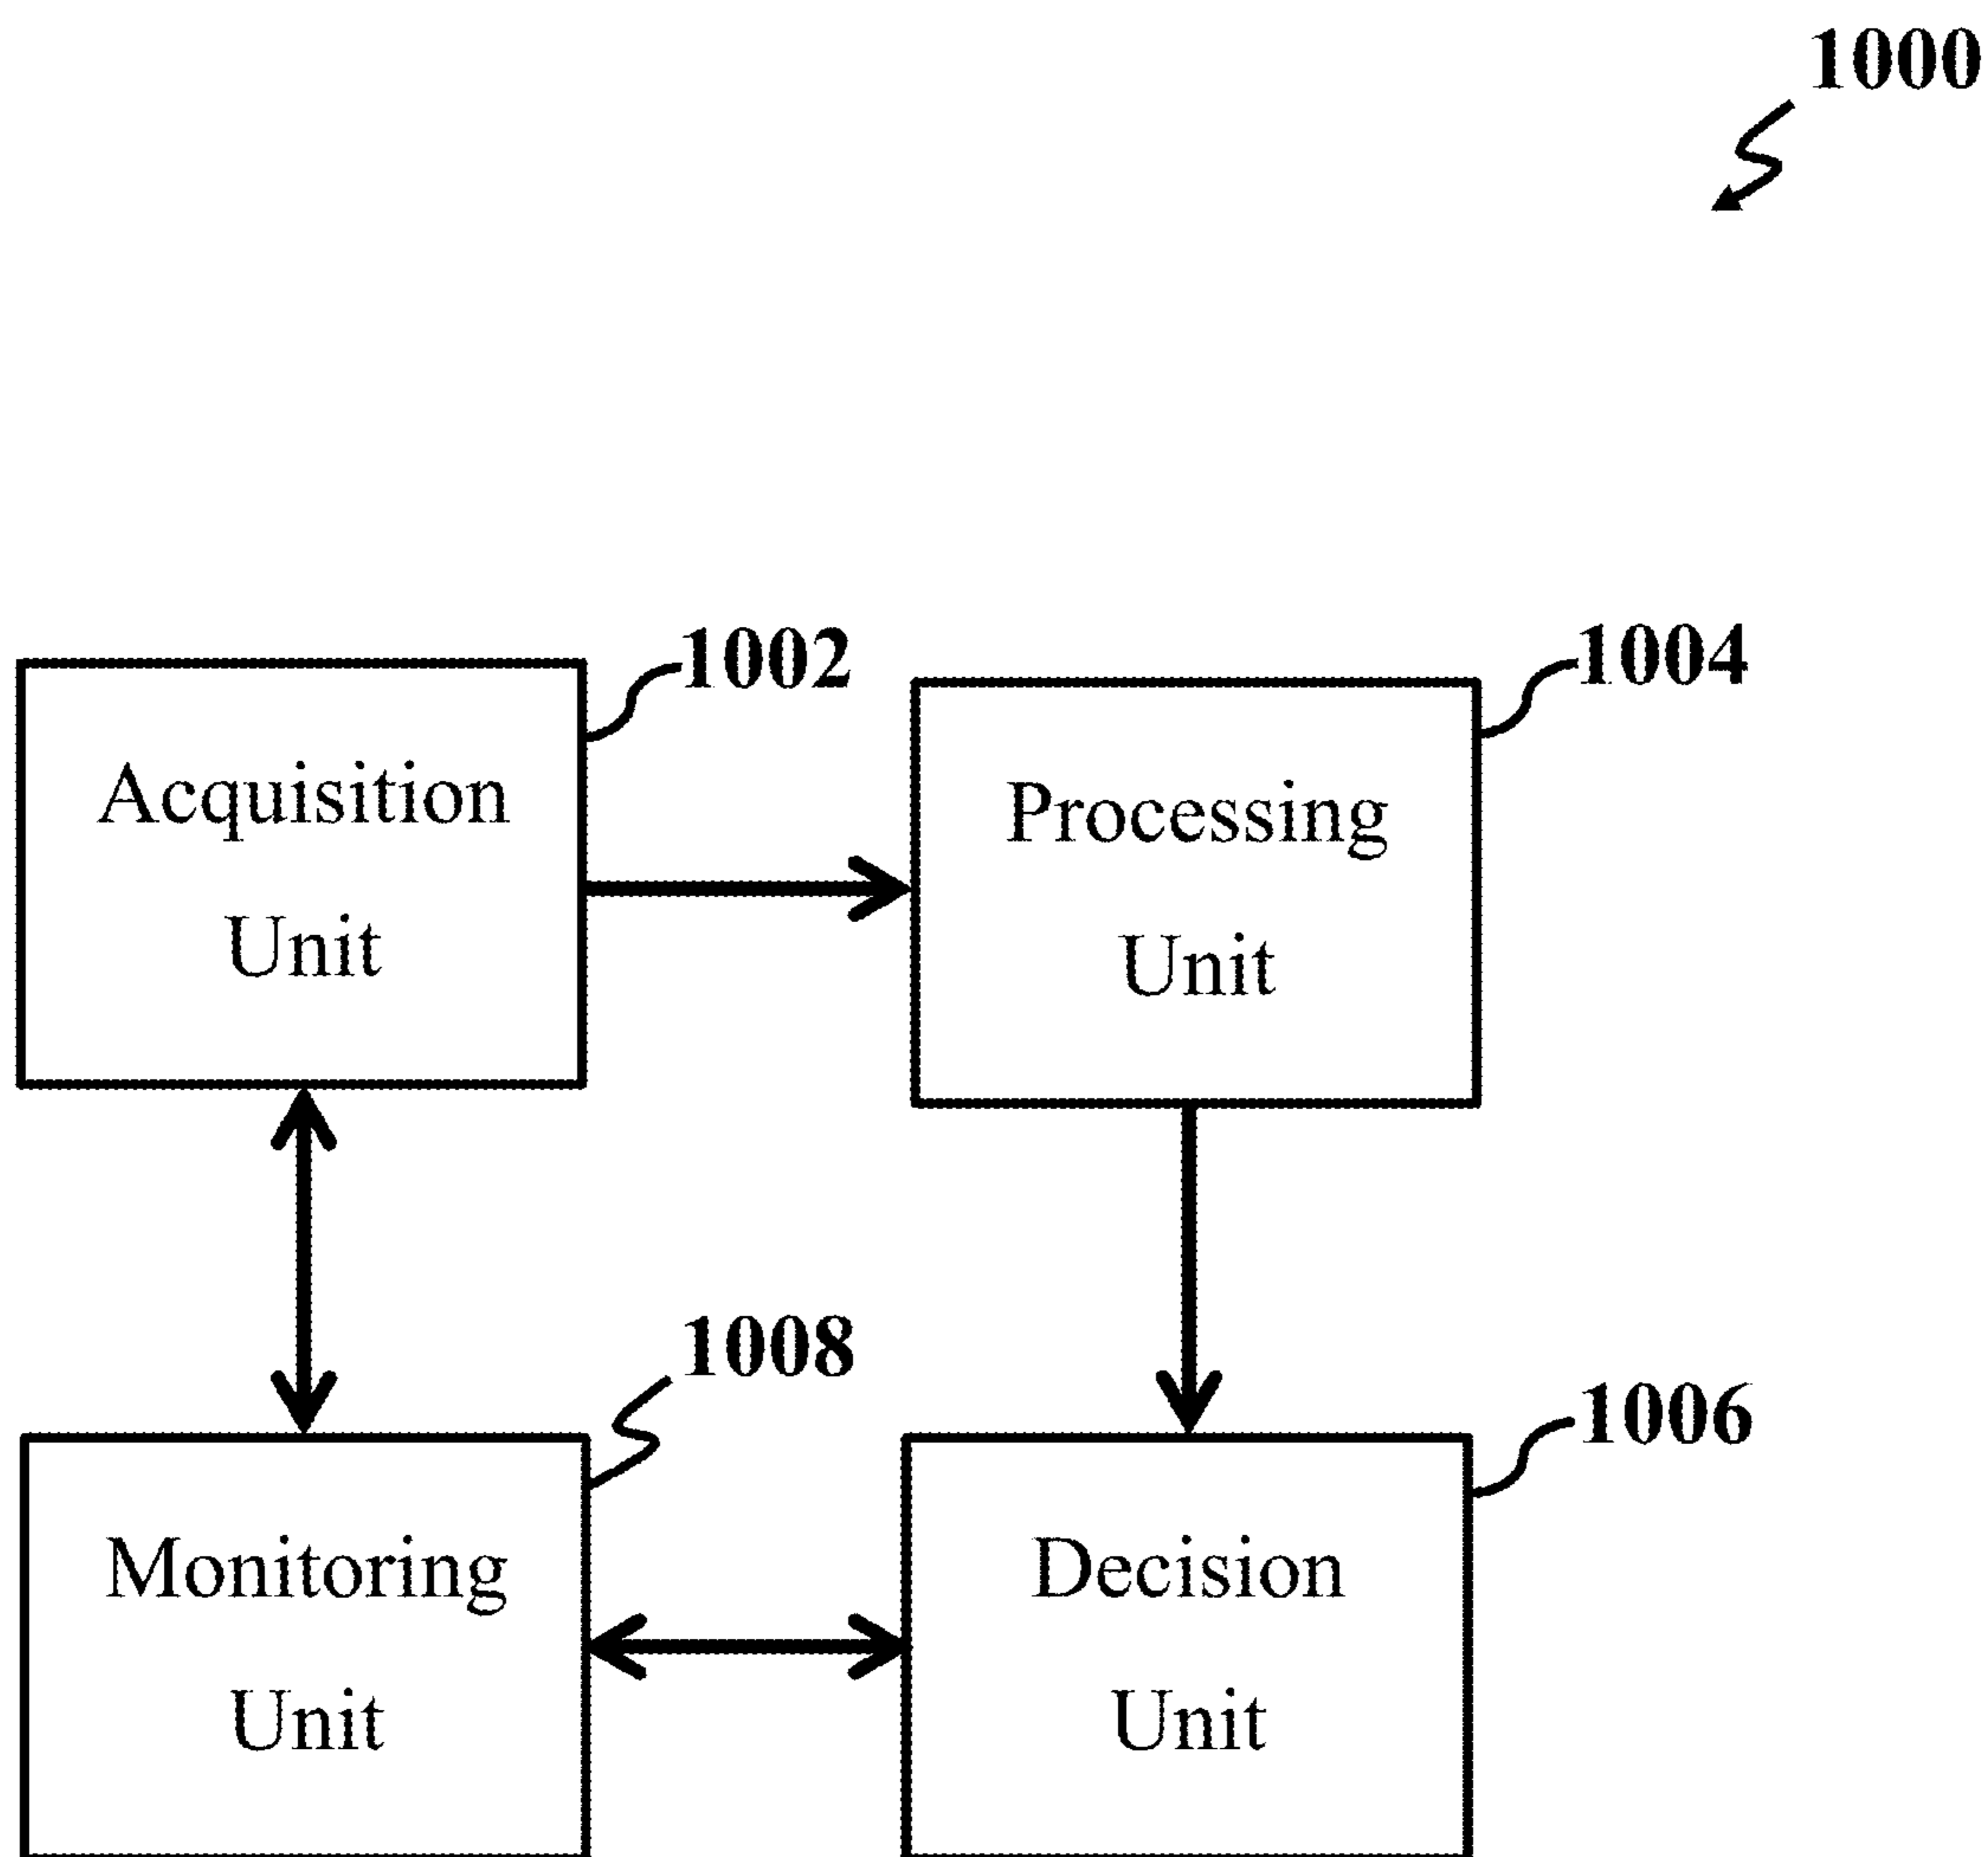 1000
1002
1004
Acquisition
Unit
Processing
Unit
1008
1006
Monitoring
Unit
Decision
Unit